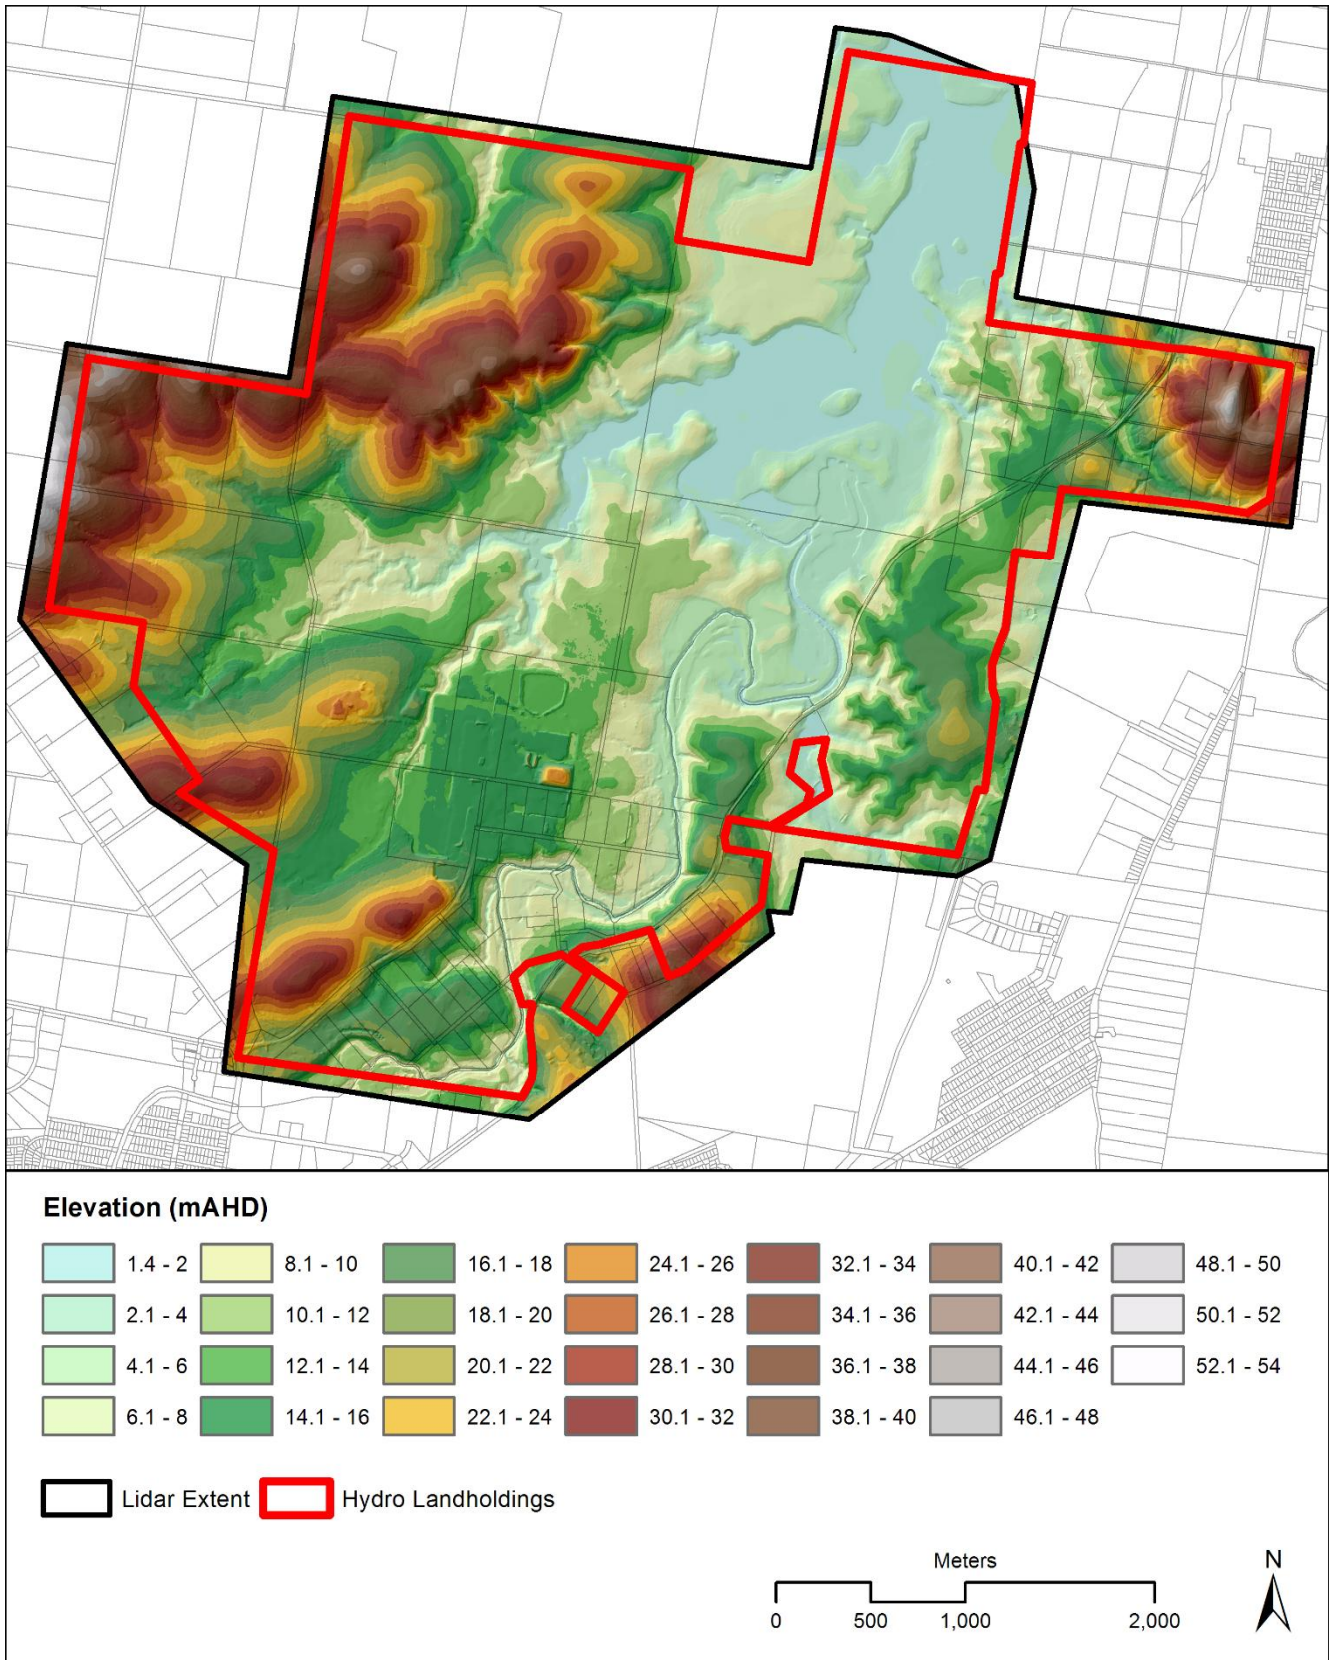 Elevation (mAHD)
1.4 - 2 8.1 - 10 16.1 - 18 24.1 - 26 32.1 - 34 40.1 - 42 48.1 - 50
2.1 - 4 10.1 - 12 18.1 - 20 26.1 - 28 34.1 - 36 42.1 - 44 50.1 - 52
4.1 - 6 12.1 - 14 20.1 - 22 28.1 - 30 36.1 - 38 44.1 - 46 52.1 - 54
6.1 - 8 14.1 - 16 22.1 - 24 30.1 - 32 38.1 - 40 46.1 - 48
Lidar Extent Hydro Landholdings
Meters
N
0 500 1,000 2,000